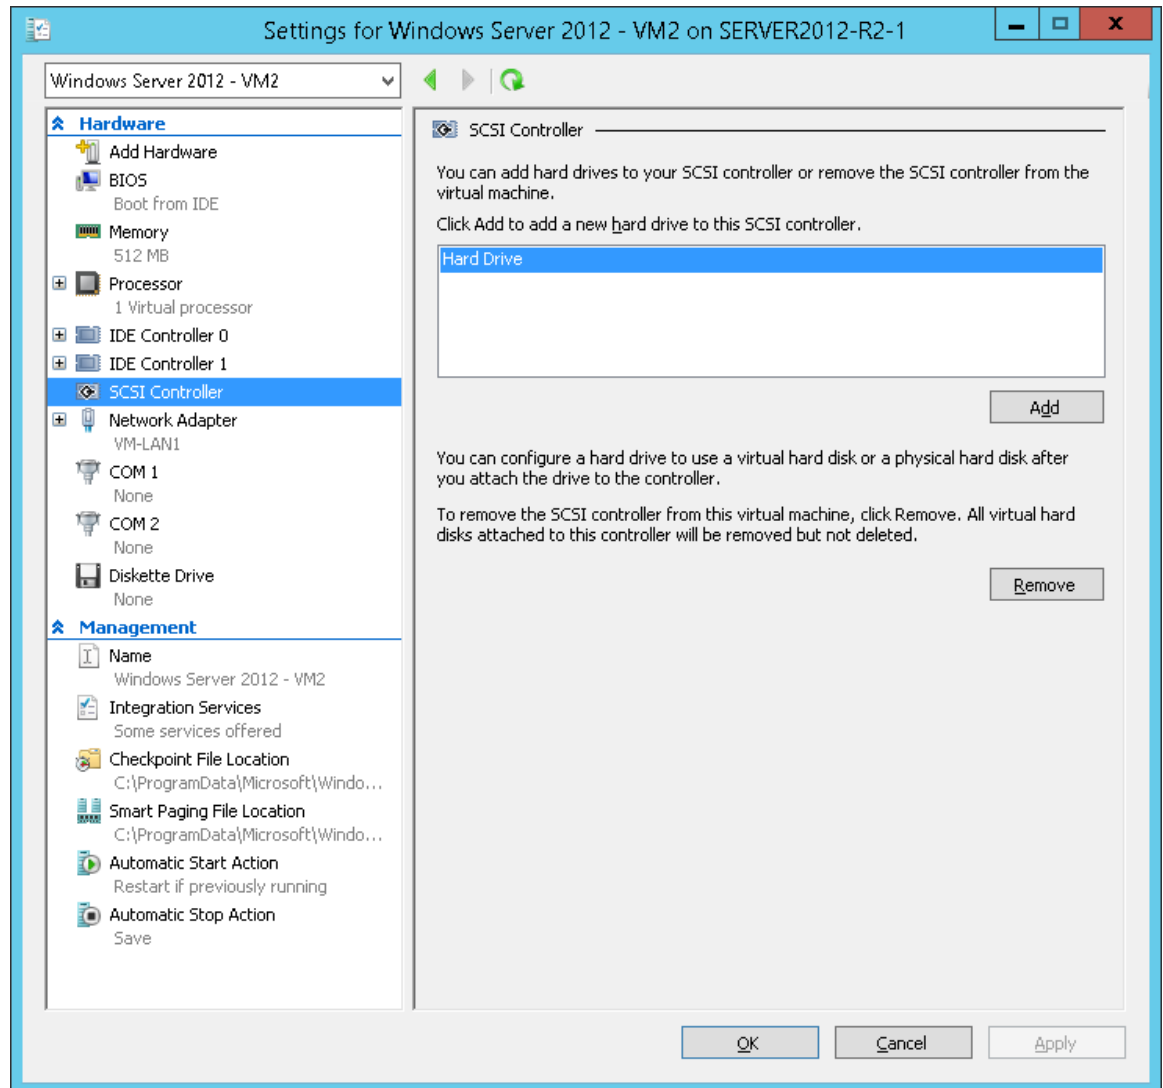 Settings for Windows Server 2012 - VM2 on SERVER2012-R2-1
Windows Server 2012 - VM2
Hardware
Add Hardware
BIOS
Boot from IDE
Memory
512 MB
Processor
1 Virtual processor
IDE Controller 0
IDE Controller 1
SCSI Controller
Network Adapter
VM-LAN1
COM 1
None
COM 2
None
Diskette Drive
None
Management
Name
Windows Server 2012 - VM2
Integration Services
Some services offered
Checkpoint File Location
C:\ProgramData\Microsoft\Windo...
Smart Paging File Location
C:\ProgramData\Microsoft\Windo...
Automatic Start Action
Restart if previously running
Automatic Stop Action
Save
SCSI Controller
You can add hard drives to your SCSI controller or remove the SCSI controller from the
virtual machine.
Click Add to add a new hard drive to this SCSI controller.
Hard Drive
Add
You can configure a hard drive to use a virtual hard disk or a physical hard disk after
you attach the drive to the controller.
To remove the SCSI controller from this virtual machine, click Remove. All virtual hard
disks attached to this controller will be removed but not deleted.
Remove
OK
Cancel
Apply